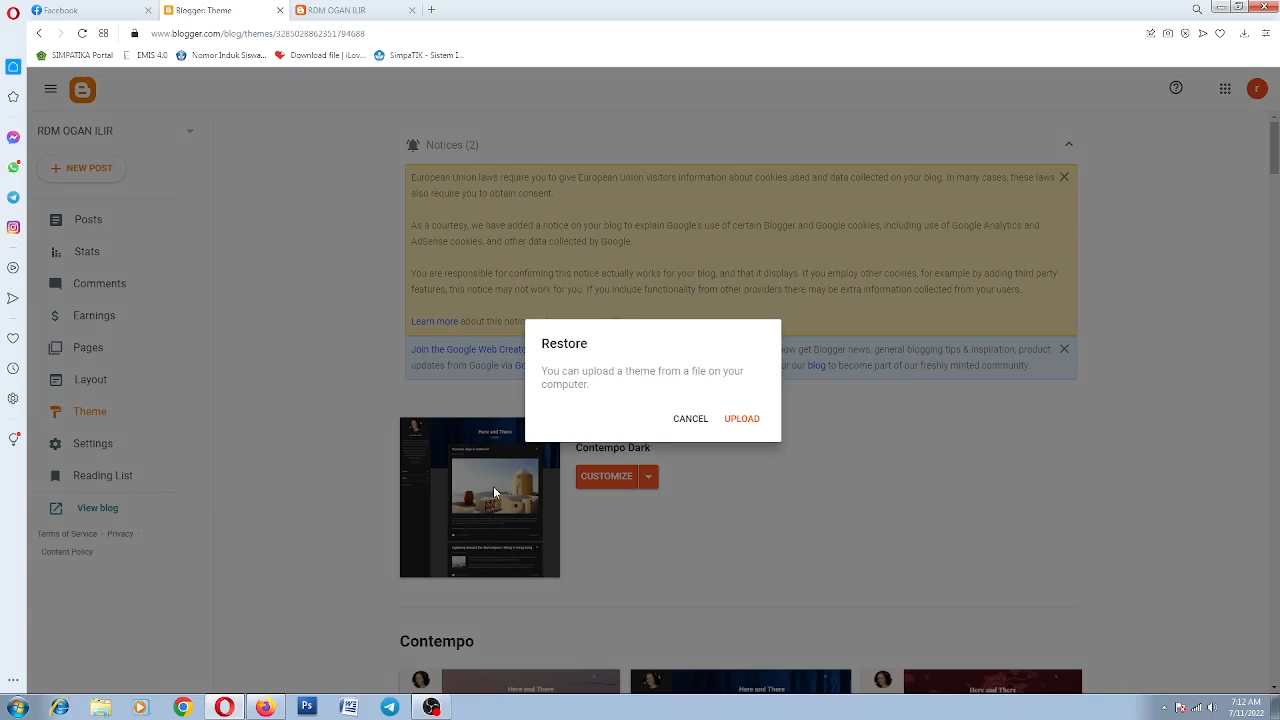 Facebook
Blogger: Theme
RDM OGAN ILIR
www.blogger.com/blog/themes/3285028862351794688
SIMPATIKA Portal
EMIS 4.0
Nomor Induk Siswa...
Download file | iLov...
SimpaTIK - Sistem I...
RDM OGAN ILIR
NEW POST
Posts
Stats
Comments
Earnings
Pages
Layout
Theme
Settings
Reading List
View blog
Terms of Service · Privacy ·
Content Policy
r
Notices (2)
European Union laws require you to give European Union visitors information about cookies used and data collected on your blog. In many cases, these laws
also require you to obtain consent.
As a courtesy, we have added a notice on your blog to explain Google's use of certain Blogger and Google cookies, including use of Google Analytics and
AdSense cookies, and other data collected by Google.
You are responsible for confirming this notice actually works for your blog, and that it displays. If you employ other cookies, for example by adding third party
features, this notice may not work for you. If you include functionality from other providers there may be extra information collected from your users.
Learn more about this notic
Join the Google Web Creato
now get Blogger news, general blogging tips & inspiration, product
updates from Google via Go
or our blog to become part of our freshly minted community.
Restore
You can upload a theme from a file on your
computer.
CANCEL UPLOAD
Here and There
Contempo Dark
CUSTOMIZE
Contempo
Here and There
Here and There
Here and There
7:12 AM
7/11/2022